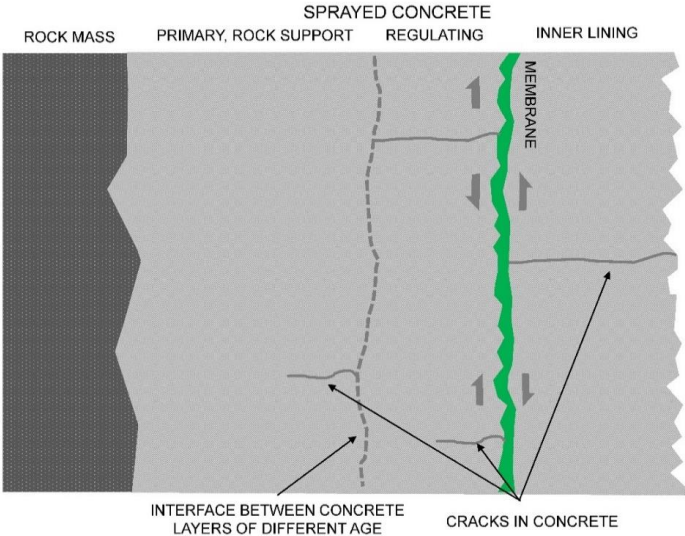 SPRAYED CONCRETE
ROCK MASS
PRIMARY, ROCK SUPPORT
REGULATING
INNER LINING
MEMBRANE
INTERFACE BETWEEN CONCRETE
LAYERS OF DIFFERENT AGE
CRACKS IN CONCRETE